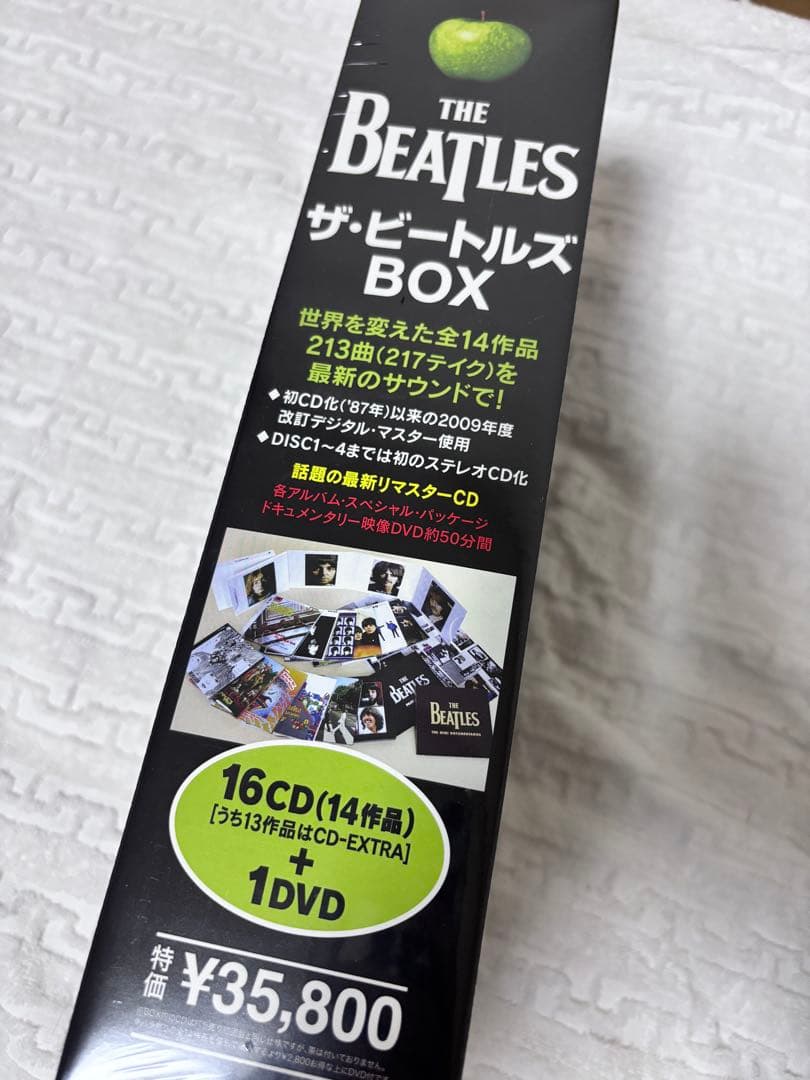 THE
BEATLES
ザ・ビートルズ
BOX
世界を変えた全14作品
213曲(217テイク)を
最新のサウンドで!
◆初CD化('87年)以来の2009年度
改訂デジタル・マスター使用
◆DISC1〜4までは初のステレオCD化
話題の最新リマスターCD
各アルバム・スペシャル・パッケージ
ドキュメンタリー映像DVD約50分間
THE
BEATLES
16CD(14作品)
[うち13作品はCD-EXTRA]
+
1DVD
特価 ¥35,800